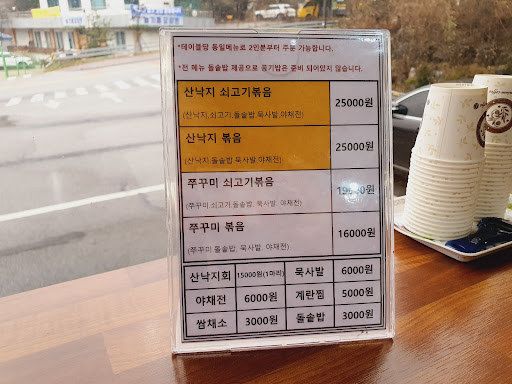 *테이블당 동일메뉴로 2인분부터 주문 가능합니다.
*전 메뉴 돌솥밥 제공으로 공기밥은 준비 되어있지 않습니다.
산낙지 쇠고기볶음 25000원
(산낙지,쇠고기,돌솥밥,묵사발,야채전)
산낙지 볶음 25000원
(산낙지,돌솥밥,묵사발,야채전)
쭈꾸미 쇠고기볶음
(쭈꾸미,쇠고기,돌솥밥, 묵사발, 야채전)
쭈꾸미 볶음 16000원
(쭈꾸미,돌솥밥, 묵사발, 야채전)
산낙지회 15000원(1마리) 묵사발 6000원
야채전 6000원 계란찜 5000원
쌈채소 3000원 돌솥밥 3000원